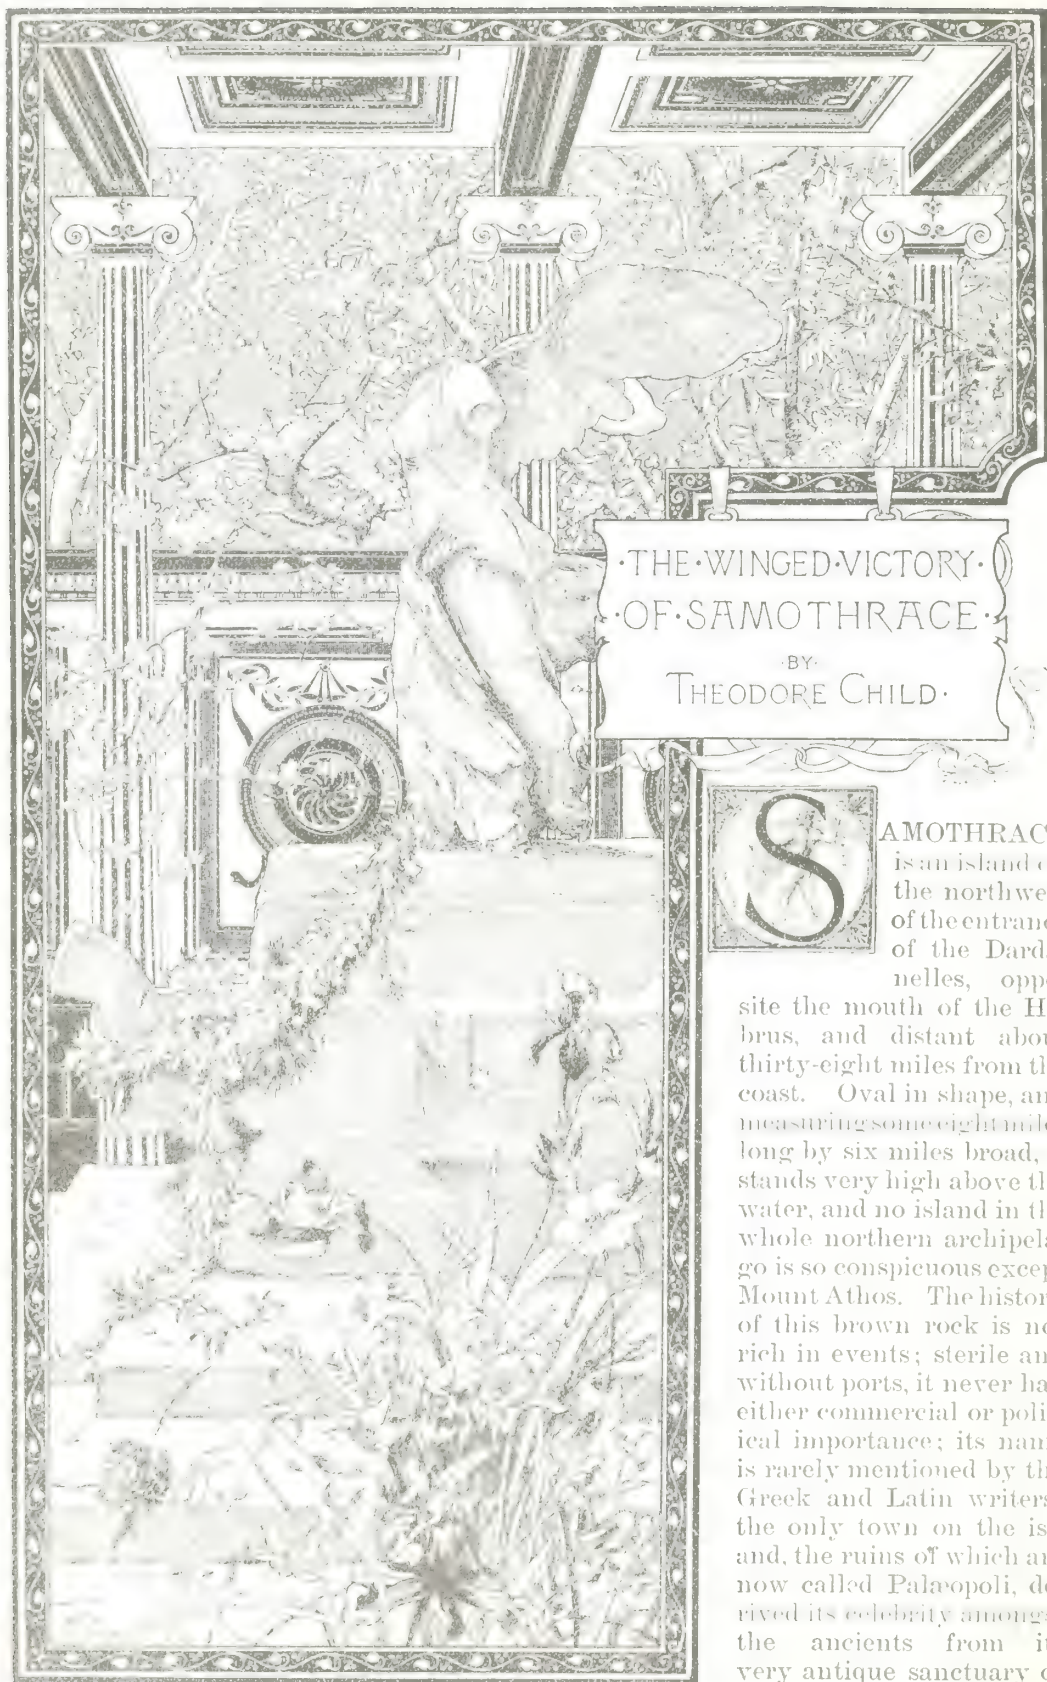 ·THE·WINGED·VICTORY·
·OF·SAMOTHRACE·
·BY·
THEODORE CHILD·
SAMOTHRAC
is an island o
the northwes
of the entranc
of the Dard
nelles, oppo
site the mouth of the H
brus, and distant abou
thirty-eight miles from th
coast. Oval in shape, an
measuring some eight mile
long by six miles broad,
stands very high above th
water, and no island in th
whole northern archipela
go is so conspicuous excep
Mount Athos. The histor
of this brown rock is no
rich in events; sterile an
without ports, it never ha
either commercial or poli
ical importance; its nam
is rarely mentioned by th
Greek and Latin writers
the only town on the is
and, the ruins of which ar
now called Palæopoli, de
rived its celebrity amongs
the ancients from it
very antique sanctuary o